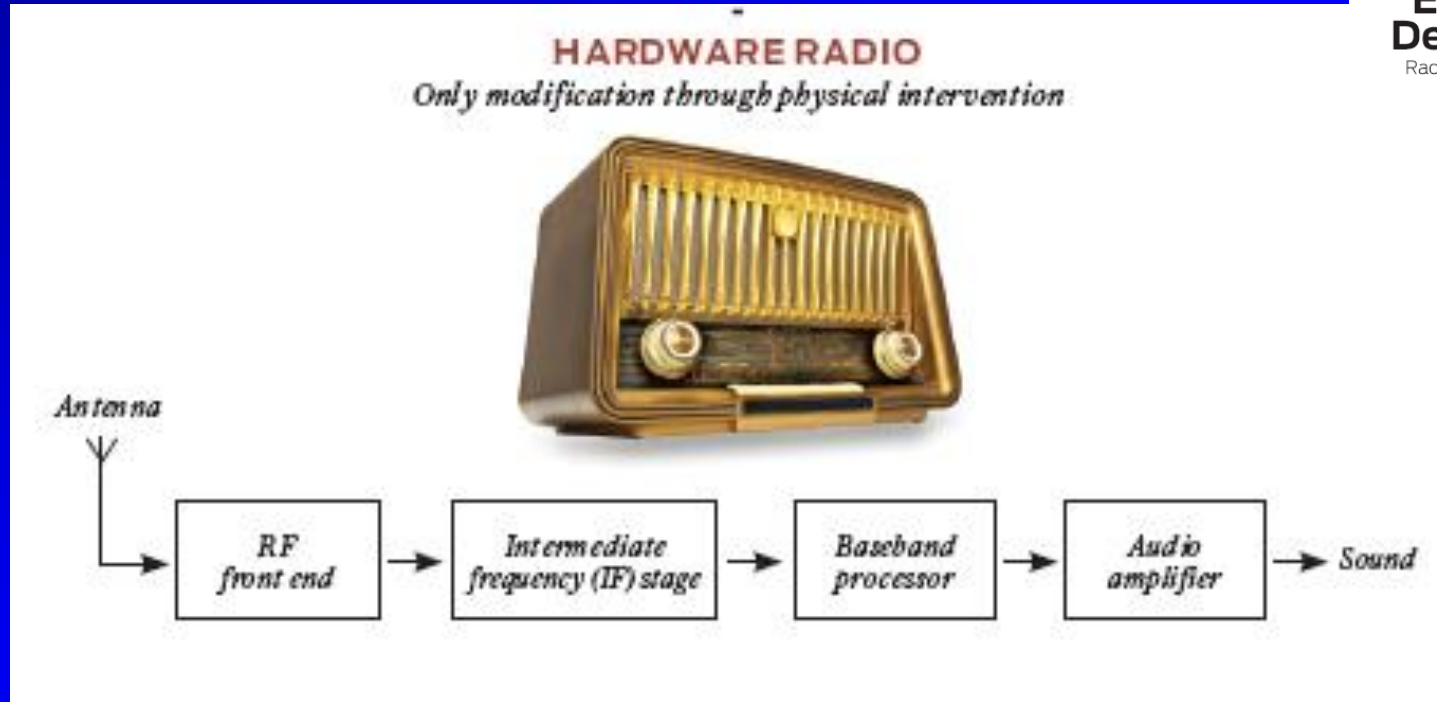 HARDWARE RADIO
Only modification through physical intervention
Antenna
RF
front end
Intermediate
frequency (IF) stage
Baseband
processor
Audio
amplifier
Sound